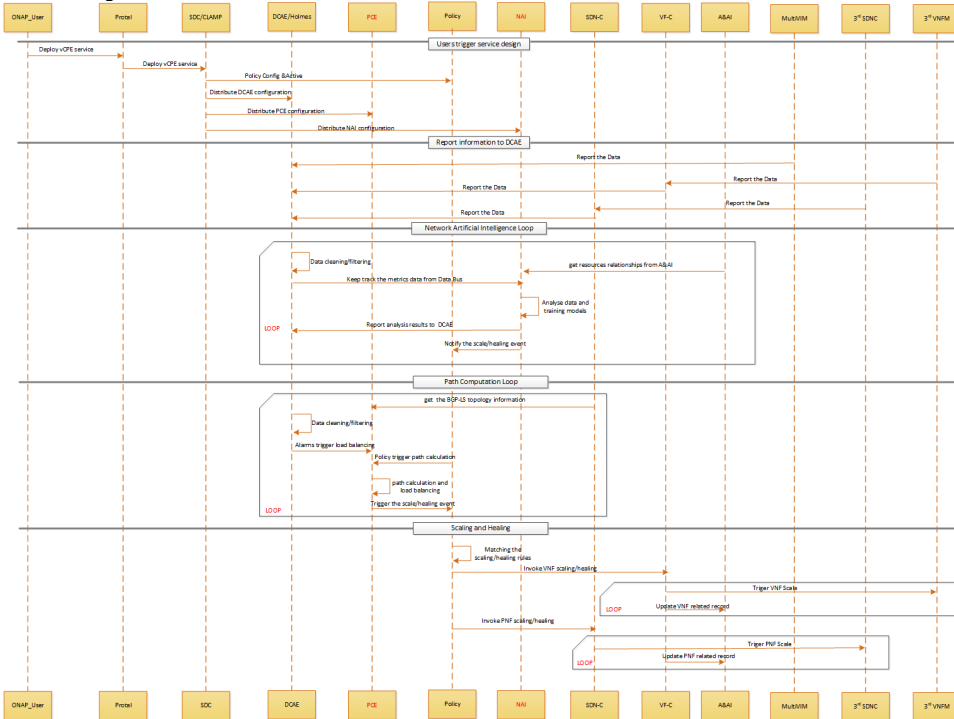 ONAP_User Protal SDC/CLAMP DCAE/Holmes PCE Policy NAI SDN-C VF-C A&AI MultiVIM 3rd SDNC 3rd VNFM
Users trigger service design
Deploy vCPE service
Deploy vCPE service
Policy Config &Active
Distribute DCAE configuration
Distribute PCE configuration
Distribute NAI configuration
Report information to DCAE
Report the Data
Report the Data
Report the Data
Report the Data
Report the Data
Network Artificial Intelligence Loop
Data cleaning/filtering
get resources relationships from A&AI
Keep track the metrics data from Data Bus
Analyse data and
training models
LOOP
Report analysis results to DCAE
Notify the scale/healing event
Path Computation Loop
get the BGP-LS topology information
Data cleaning/filtering
Alarms trigger load balancing
Policy trigger path calculation
path calculation and
load balancing
Trigger the scale/healing event
LOOP
Scaling and Healing
Matching the
scaling/healing rules
Invoke VNF scaling/healing
Triger VNF Scale
LOOP
Update VNF related record
Invoke PNF scaling/healing
Triger PNF Scale
Update PNF related record
LOOP
ONAP_User Protal SDC DCAE PCE Policy NAI SDN-C VF-C A&AI MultiVIM 3rd SDNC 3rd VNFM